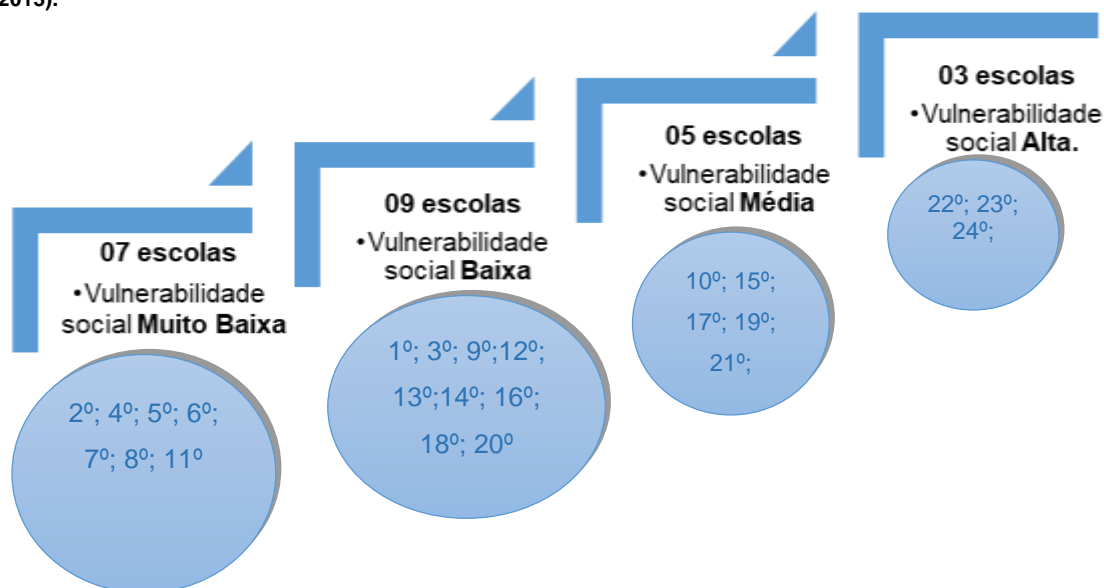 2015).
07 escolas
•Vulnerabilidade
social Muito Baixa
2º; 4º; 5º; 6º;
7º; 8º; 11º
09 escolas
•Vulnerabilidade
social Baixa
1º; 3º; 9º;12º;
13º;14º; 16º;
18º; 20º
05 escolas
•Vulnerabilidade
social Média
10º; 15º;
17º; 19º;
21º;
03 escolas
•Vulnerabilidade
social Alta.
22º; 23º;
24º;